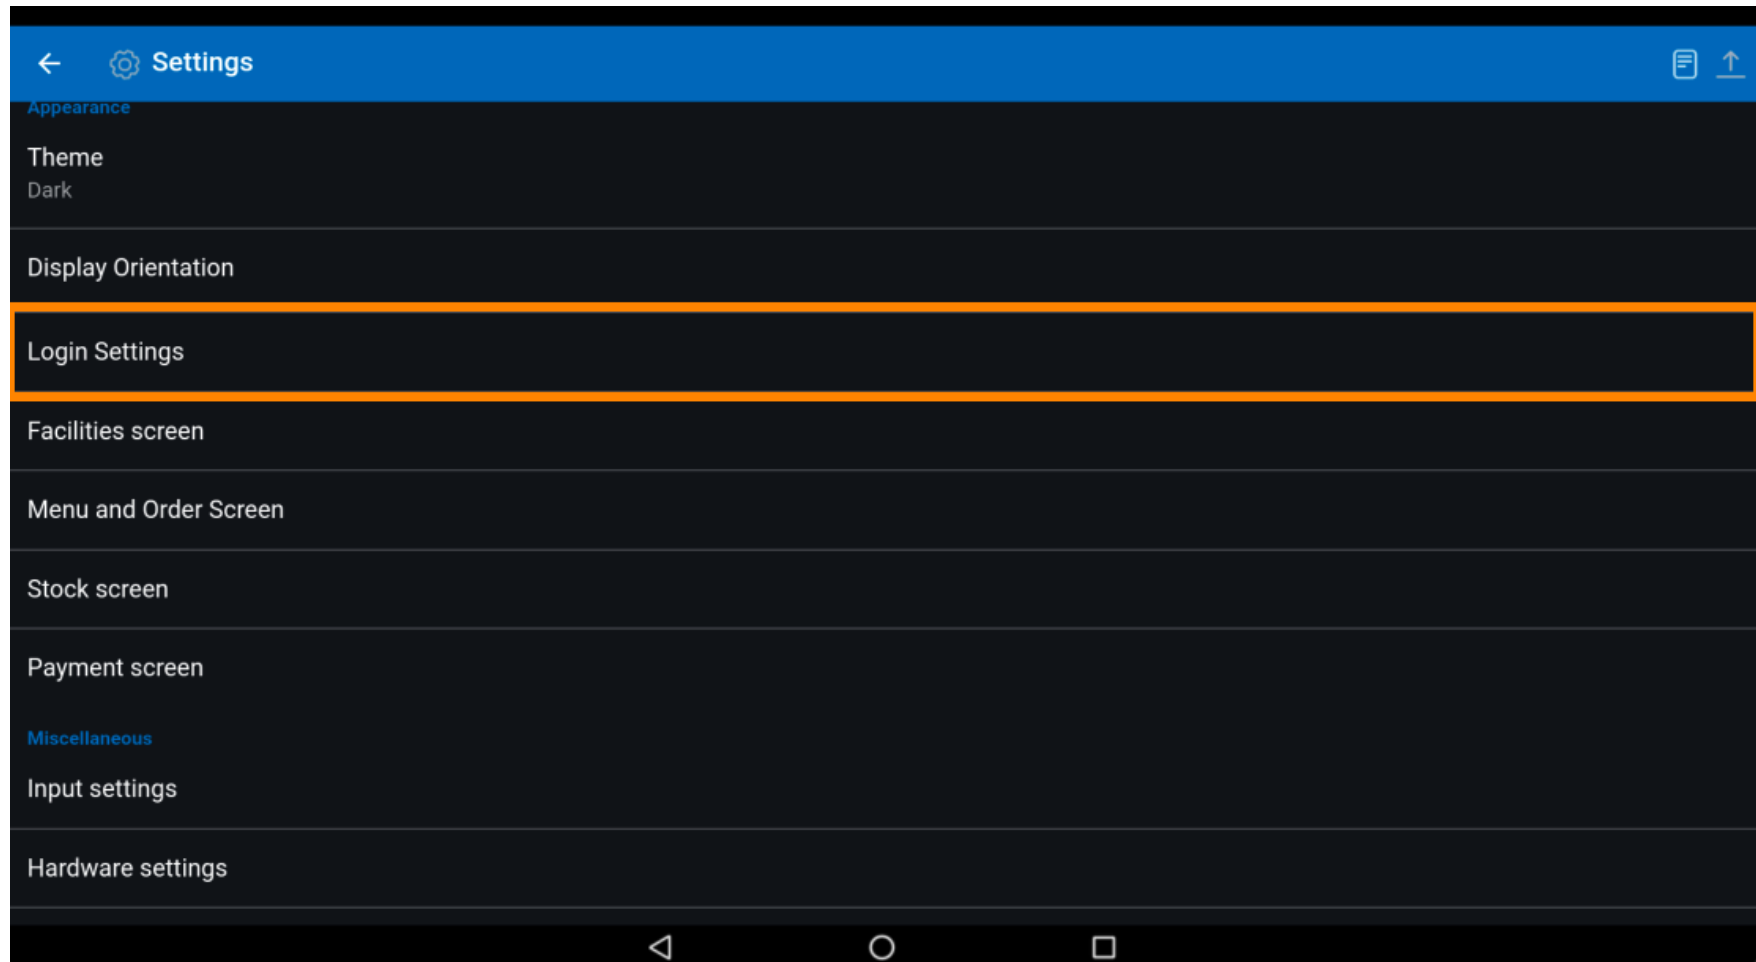 Settings
Appearance
Theme
Dark
Display Orientation
Login Settings
Facilities screen
Menu and Order Screen
Stock screen
Payment screen
Miscellaneous
Input settings
Hardware settings